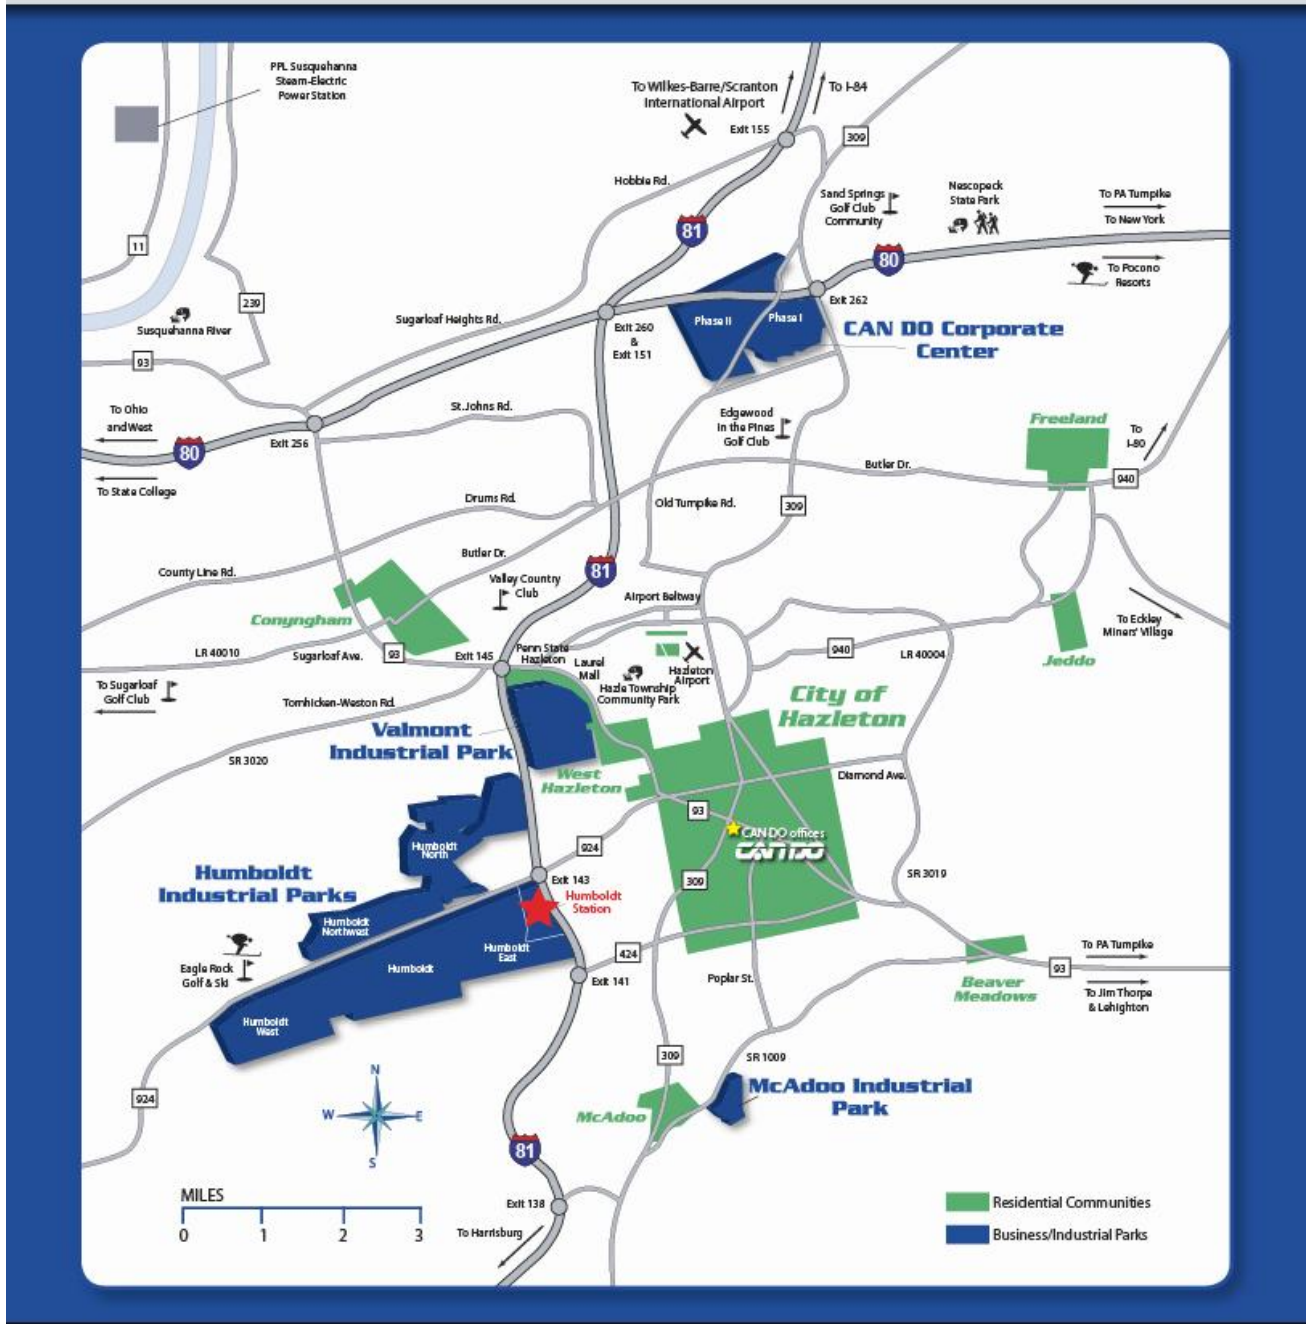 PPL Susquehanna
Steam-Electric
Power Station
To Wilkes-Barre/Scranton
International Airport
To I-84
Exit 155
309
Hobbie Rd.
Sand Springs
Golf Club
Community
Nescopeck
State Park
To PA Turnpike
To New York
81
11
80
To Pocono
Resorts
239
Exit 262
Susquehanna River
Sugarloaf Heights Rd.
Exit 260
&
Exit 151
Phase II
Phase I
CAN DO Corporate
Center
93
To Ohio
and West
St. Johns Rd.
Edgewood
In the Pines
Golf Club
Freeland
To
I-80
80
Exit 256
Butler Dr.
940
To State College
Drums Rd.
Old Turnpike Rd.
309
Butler Dr.
County Line Rd.
81
Valley Country
Club
Airport Beltway
Conyngham
To Eckley
Miners' Village
LR 40010
Sugarloaf Ave.
93
Exit 145
Penn State
Hazleton
Laurel
Mall
940
LR 40004
Jeddo
Hazleton
Airport
Hazle Township
Community Park
To Sugarloaf
Golf Club
Tomhicken-Weston Rd.
City of
Hazleton
Valmont
Industrial Park
SR 3020
West
Hazleton
Diamond Ave.
93
CAN DO offices
CAN DO
Humboldt
North
924
Humboldt
Industrial Parks
Exit 143
309
SR 3019
Humboldt
Station
Humboldt
Northwest
Eagle Rock
Golf & Ski
Humboldt
East
Humboldt
424
To PA Turnpike
93
Exit 141
Poplar St.
Beaver
Meadows
To Jim Thorpe
& Lehighton
Humboldt
West
309
SR 1009
N
W
E
S
924
McAdoo
McAdoo Industrial
Park
81
MILES
0 1 2 3
Exit 138
To Harrisburg
Residential Communities
Business/Industrial Parks